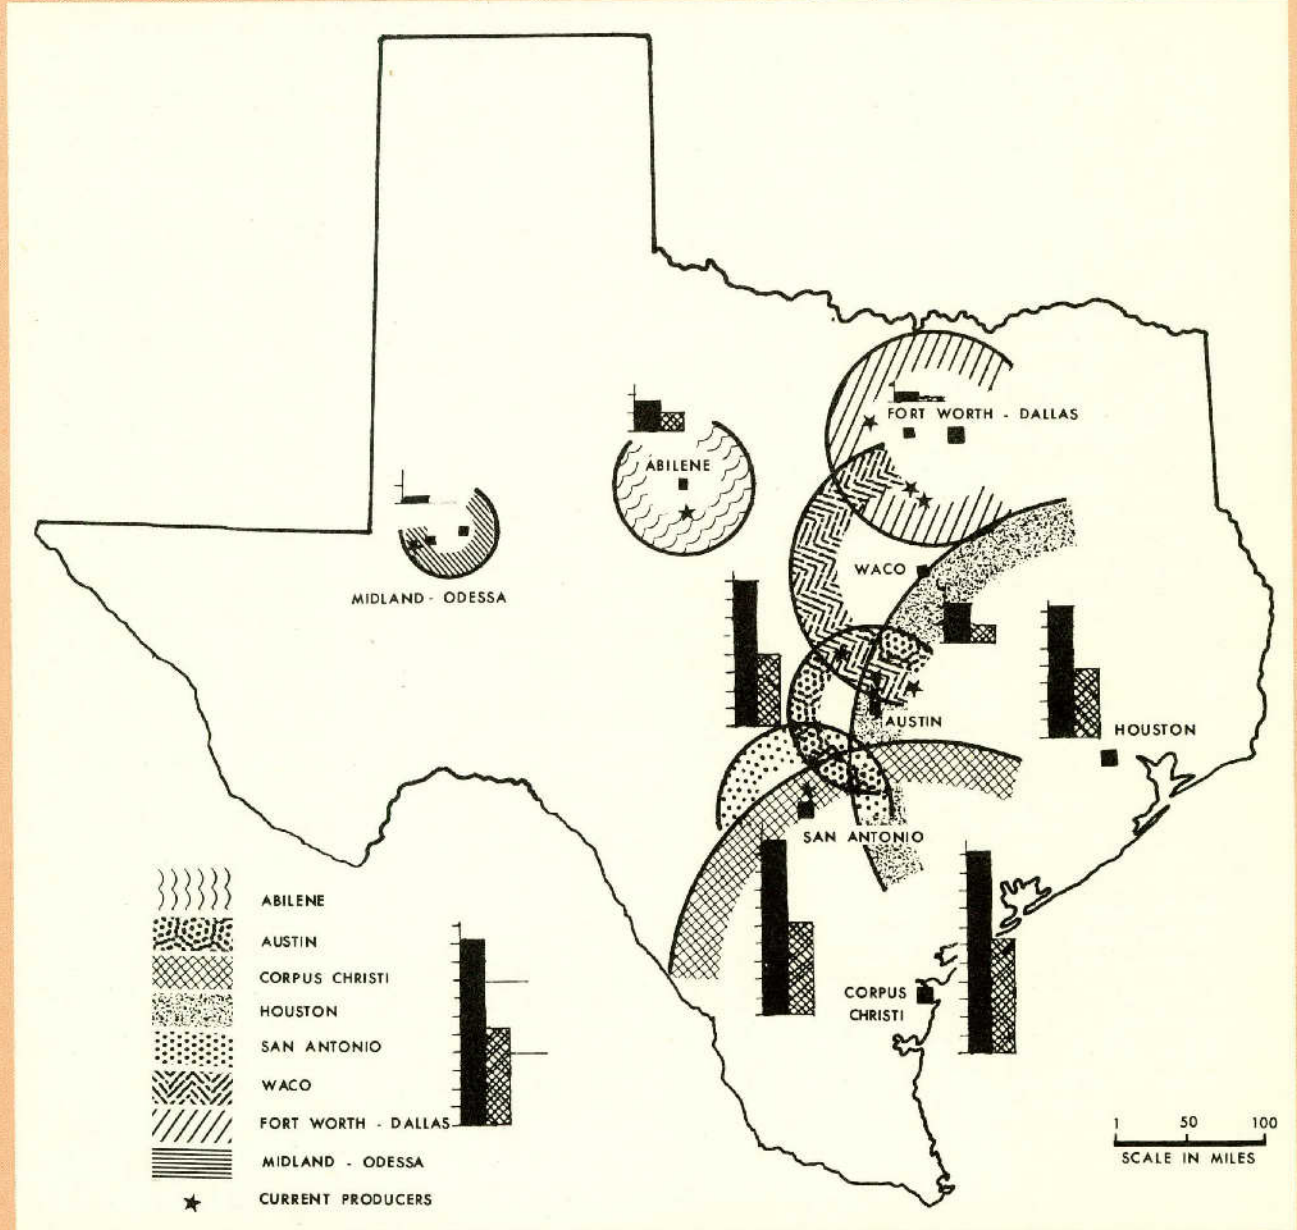 FORT WORTH - DALLAS
ABILENE
WACO
MIDLAND - ODESSA
AUSTIN
HOUSTON
SAN ANTONIO
CORPUS
CHRISTI
ABILENE
AUSTIN
CORPUS CHRISTI
HOUSTON
SAN ANTONIO
WACO
FORT WORTH - DALLAS
MIDLAND - ODESSA
CURRENT PRODUCERS
1 50 100
SCALE IN MILES